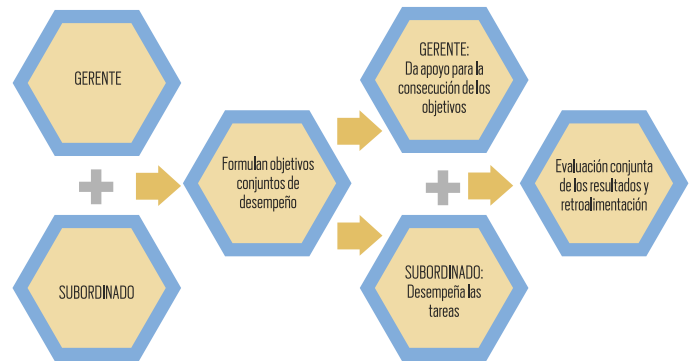 GERENTE
SUBORDINADO
Formulan objetivos
conjuntos de
desempeño
GERENTE:
Da apoyo para la
consecución de los
objetivos
SUBORDINADO:
Desempeña las
tareas
Evaluación conjunta
de los resultados y
retroalimentación